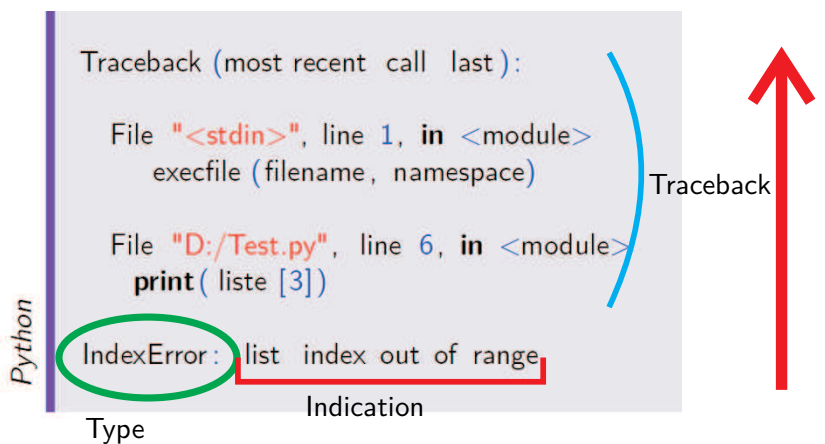 Traceback (most recent call last):
File "<stdin>", line 1, in <module>
execfile (filename, namespace)
Traceback
File "D:/Test.py", line 6, in <module>
print( liste [3])
IndexError: list index out of range
Python
Indication
Type